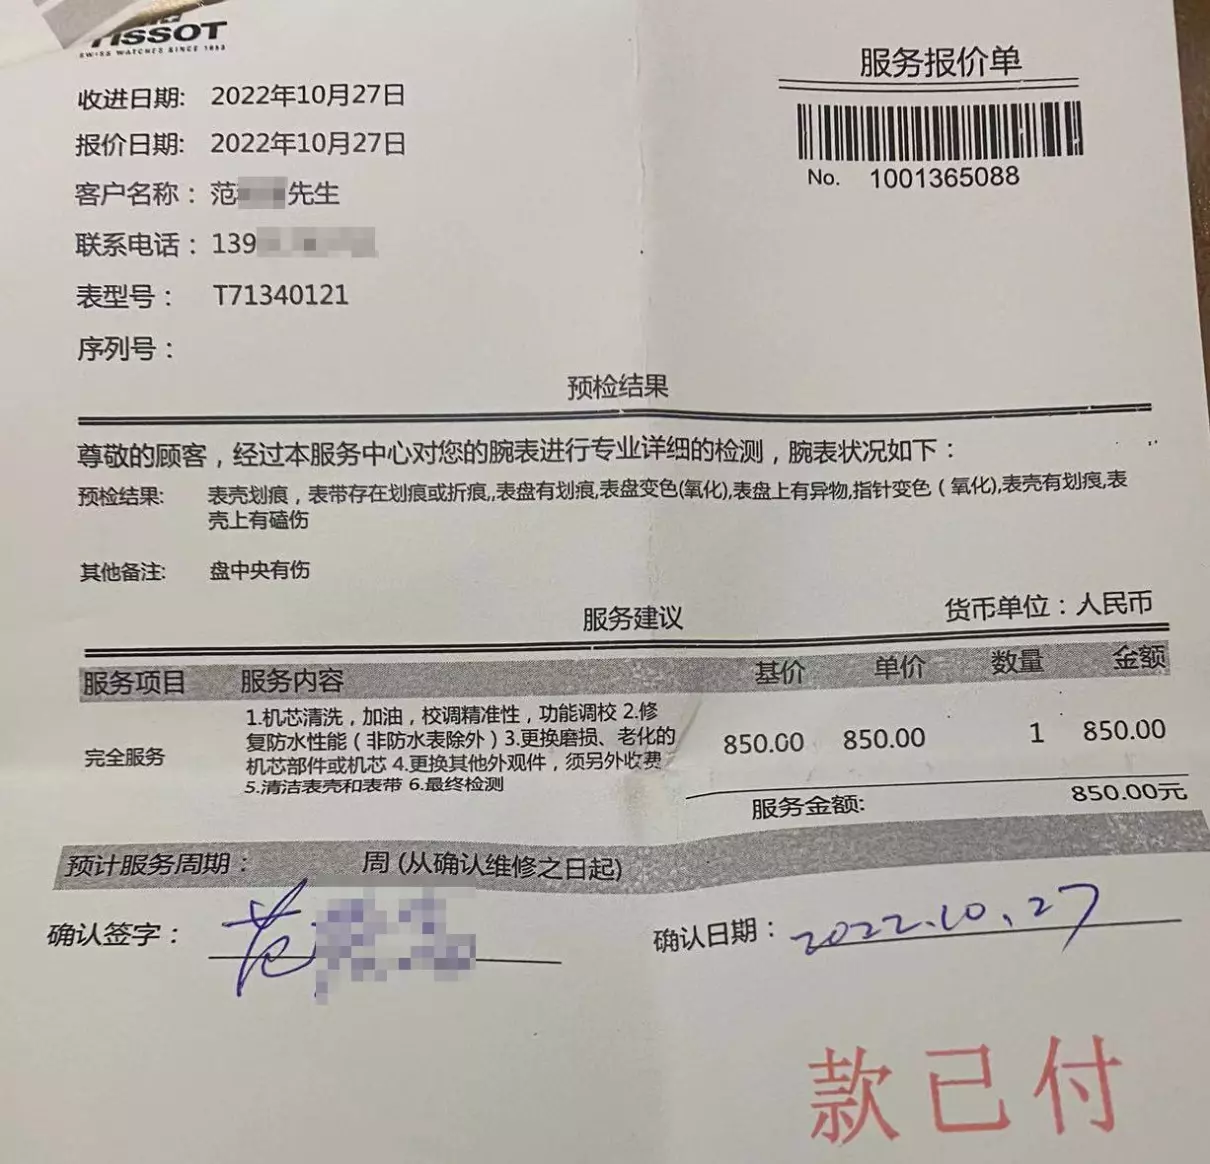 TISSOT
SWISS WATCHES SINCE 1853
服务报价单
No. 1001365088
收进日期: 2022年10月27日
报价日期: 2022年10月27日
客户名称： 范 先生
联系电话： 139
表型号： T71340121
序列号：
预检结果
尊敬的顾客，经过本服务中心对您的腕表进行专业详细的检测，腕表状况如下：
预检结果: 表壳划痕，表带存在划痕或折痕,,表盘有划痕,表盘变色(氧化),表盘上有异物,指针变色（氧化),表壳有划痕,表
壳上有磕伤
其他备注: 盘中央有伤
服务建议
货币单位：人民币
服务项目 服务内容 基价 单价 数量 金额
1.机芯清洗，加油，校调精准性，功能调校 2.修
复防水性能（非防水表除外）3.更换磨损、老化的
完全服务 850.00 850.00 1 850.00
机芯部件或机芯 4.更换其他外观件，须另外收费
5.清洁表壳和表带 6.最终检测
服务金额: 850.00元
预计服务周期： 周 (从确认维修之日起)
确认签字： 范
确认日期： 2022.10.27
款已付